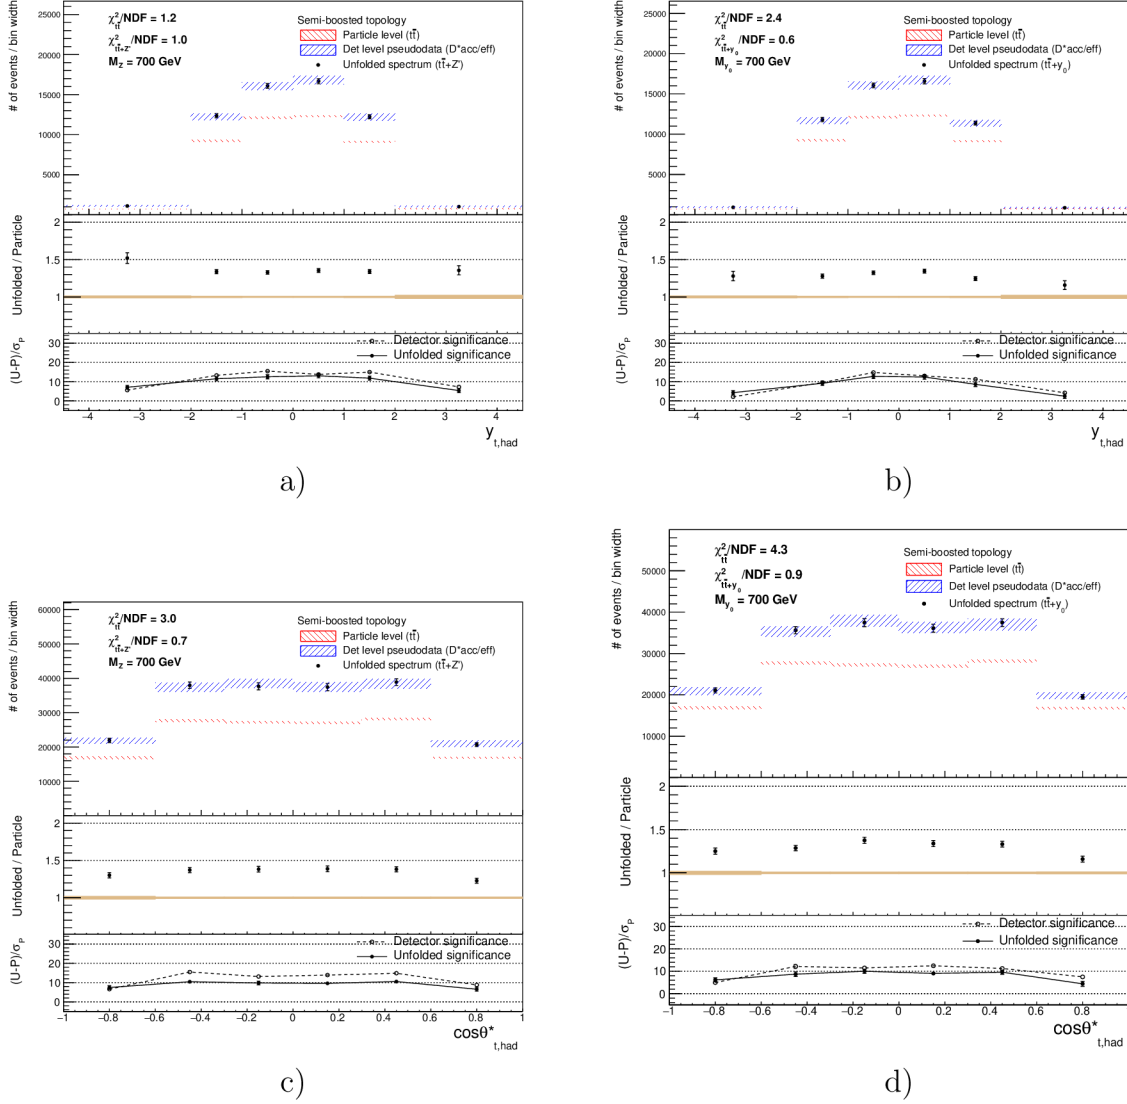 χ²tt̄/NDF = 1.2
χ²tt̄+Z'/NDF = 1.0
MZ' = 700 GeV
Semi-boosted topology
Particle level (tt̄)
Det level pseudodata (D*acc/eff)
Unfolded spectrum (tt̄+Z')
# of events / bin width
25000
20000
15000
10000
5000
Unfolded / Particle
2
1.5
1
(U-P)/σP
30
20
10
0
Detector significance
Unfolded significance
−4 −3 −2 −1 0 1 2 3 4
y t,had
a)
χ²tt̄/NDF = 2.4
χ²tt̄+y0/NDF = 0.6
My0 = 700 GeV
Semi-boosted topology
Particle level (tt̄)
Det level pseudodata (D*acc/eff)
Unfolded spectrum (tt̄+y0)
# of events / bin width
25000
20000
15000
10000
5000
Unfolded / Particle
2
1.5
1
(U-P)/σP
30
20
10
0
Detector significance
Unfolded significance
−4 −3 −2 −1 0 1 2 3 4
y t,had
b)
χ²tt̄/NDF = 3.0
χ²tt̄+Z'/NDF = 0.7
MZ' = 700 GeV
Semi-boosted topology
Particle level (tt̄)
Det level pseudodata (D*acc/eff)
Unfolded spectrum (tt̄+Z')
# of events / bin width
60000
50000
40000
30000
20000
10000
Unfolded / Particle
2
1.5
1
(U-P)/σP
30
20
10
0
Detector significance
Unfolded significance
−1 −0.8 −0.6 −0.4 −0.2 0 0.2 0.4 0.6 0.8 1
cosθ* t,had
c)
χ²tt̄/NDF = 4.3
χ²tt̄+y0/NDF = 0.9
My0 = 700 GeV
Semi-boosted topology
Particle level (tt̄)
Det level pseudodata (D*acc/eff)
Unfolded spectrum (tt̄+y0)
# of events / bin width
50000
40000
30000
20000
10000
Unfolded / Particle
2
1.5
1
(U-P)/σP
30
20
10
0
Detector significance
Unfolded significance
−1 −0.8 −0.6 −0.4 −0.2 0 0.2 0.4 0.6 0.8 1
cosθ* t,had
d)